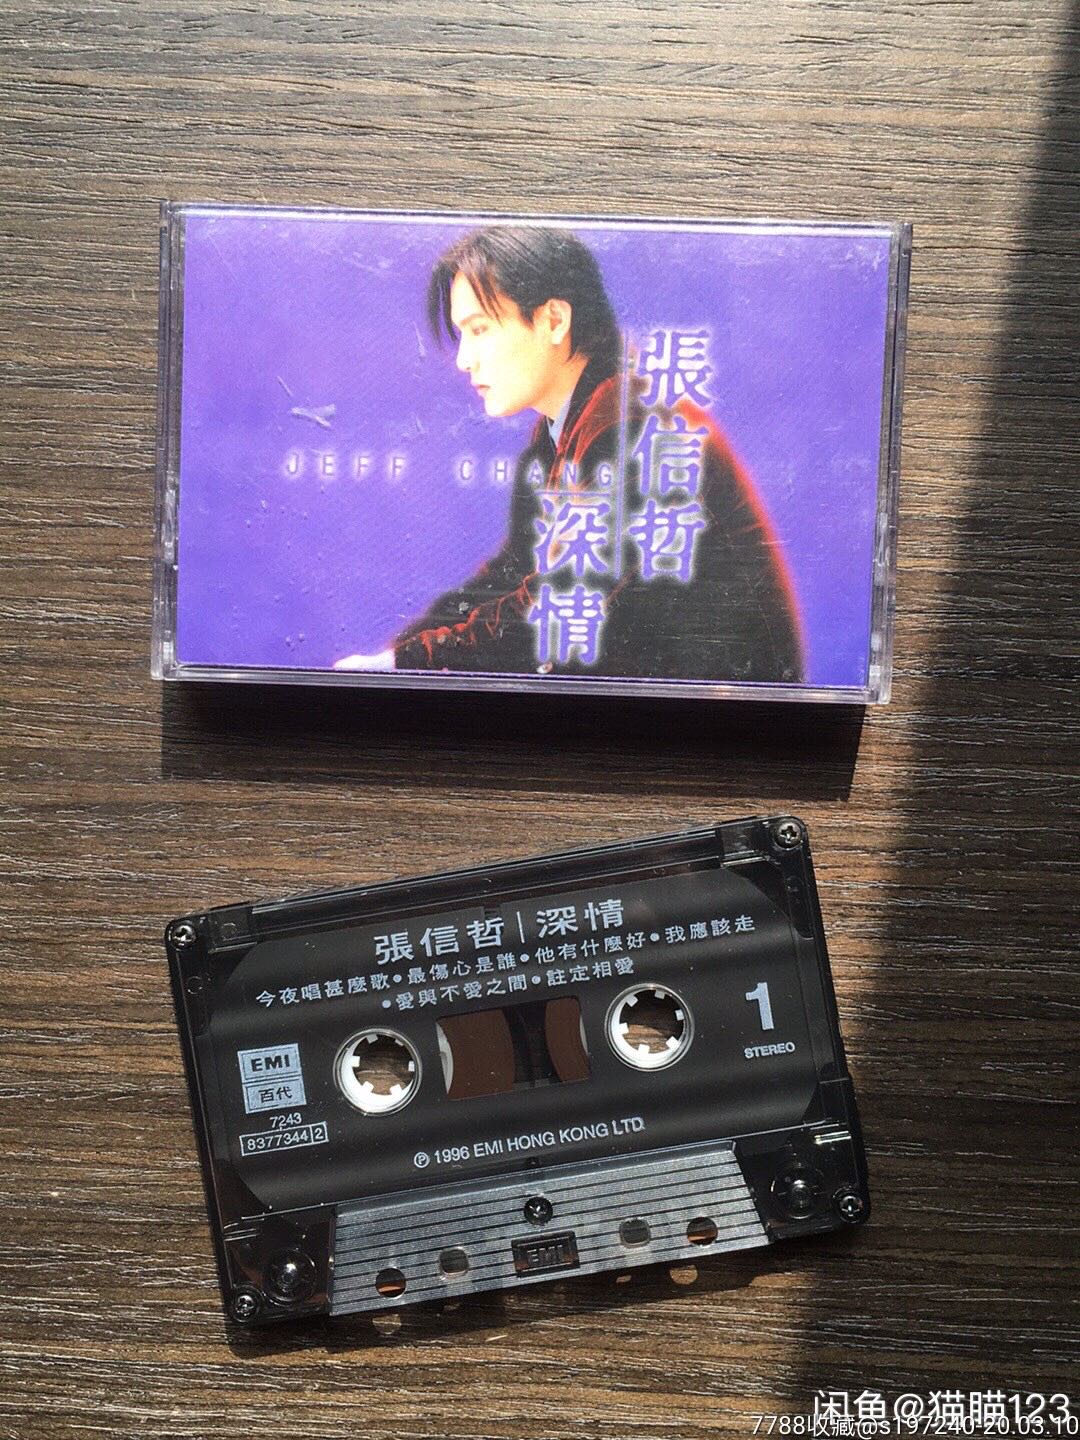 張信哲
深情
JEFF CHANG
張信哲|深情
今夜唱甚麼歌•最傷心是誰•他有什麼好•我應該走
•愛與不愛之間•註定相愛
1
STEREO
EMI
百代
7243
8377344 2
℗ 1996 EMI HONG KONG LTD.
EMI
闲鱼@猫瞄123
7788收藏@s197240-20.03.10